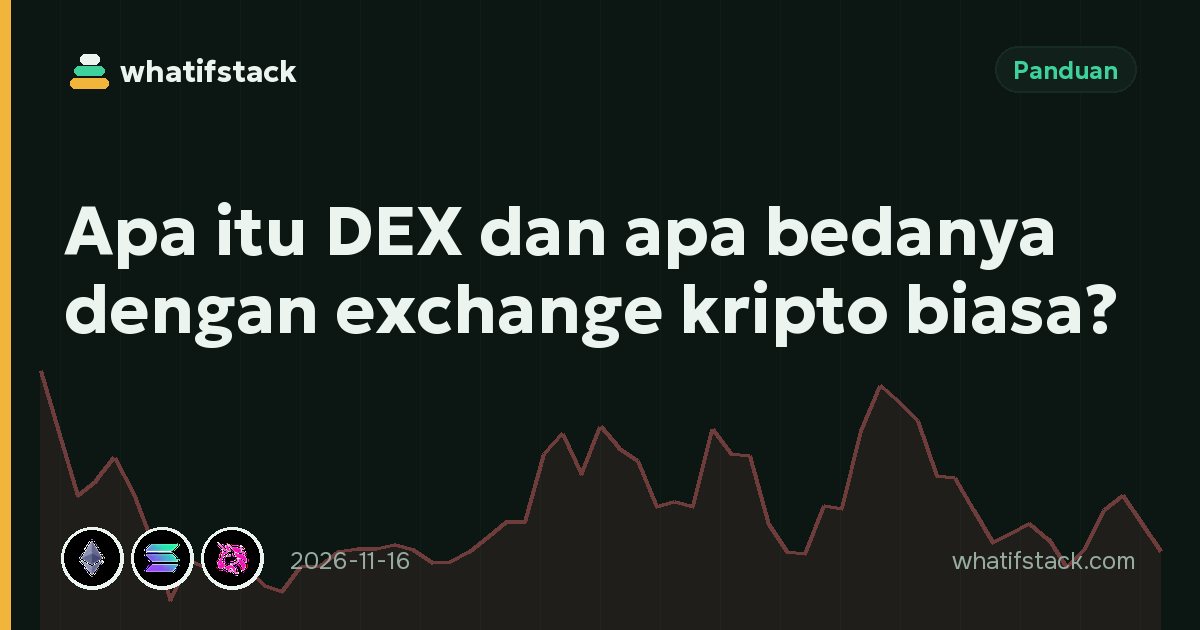 whatifstack
Panduan
Apa itu DEX dan apa bedanya
dengan exchange kripto biasa?
2026-11-16
whatifstack.com